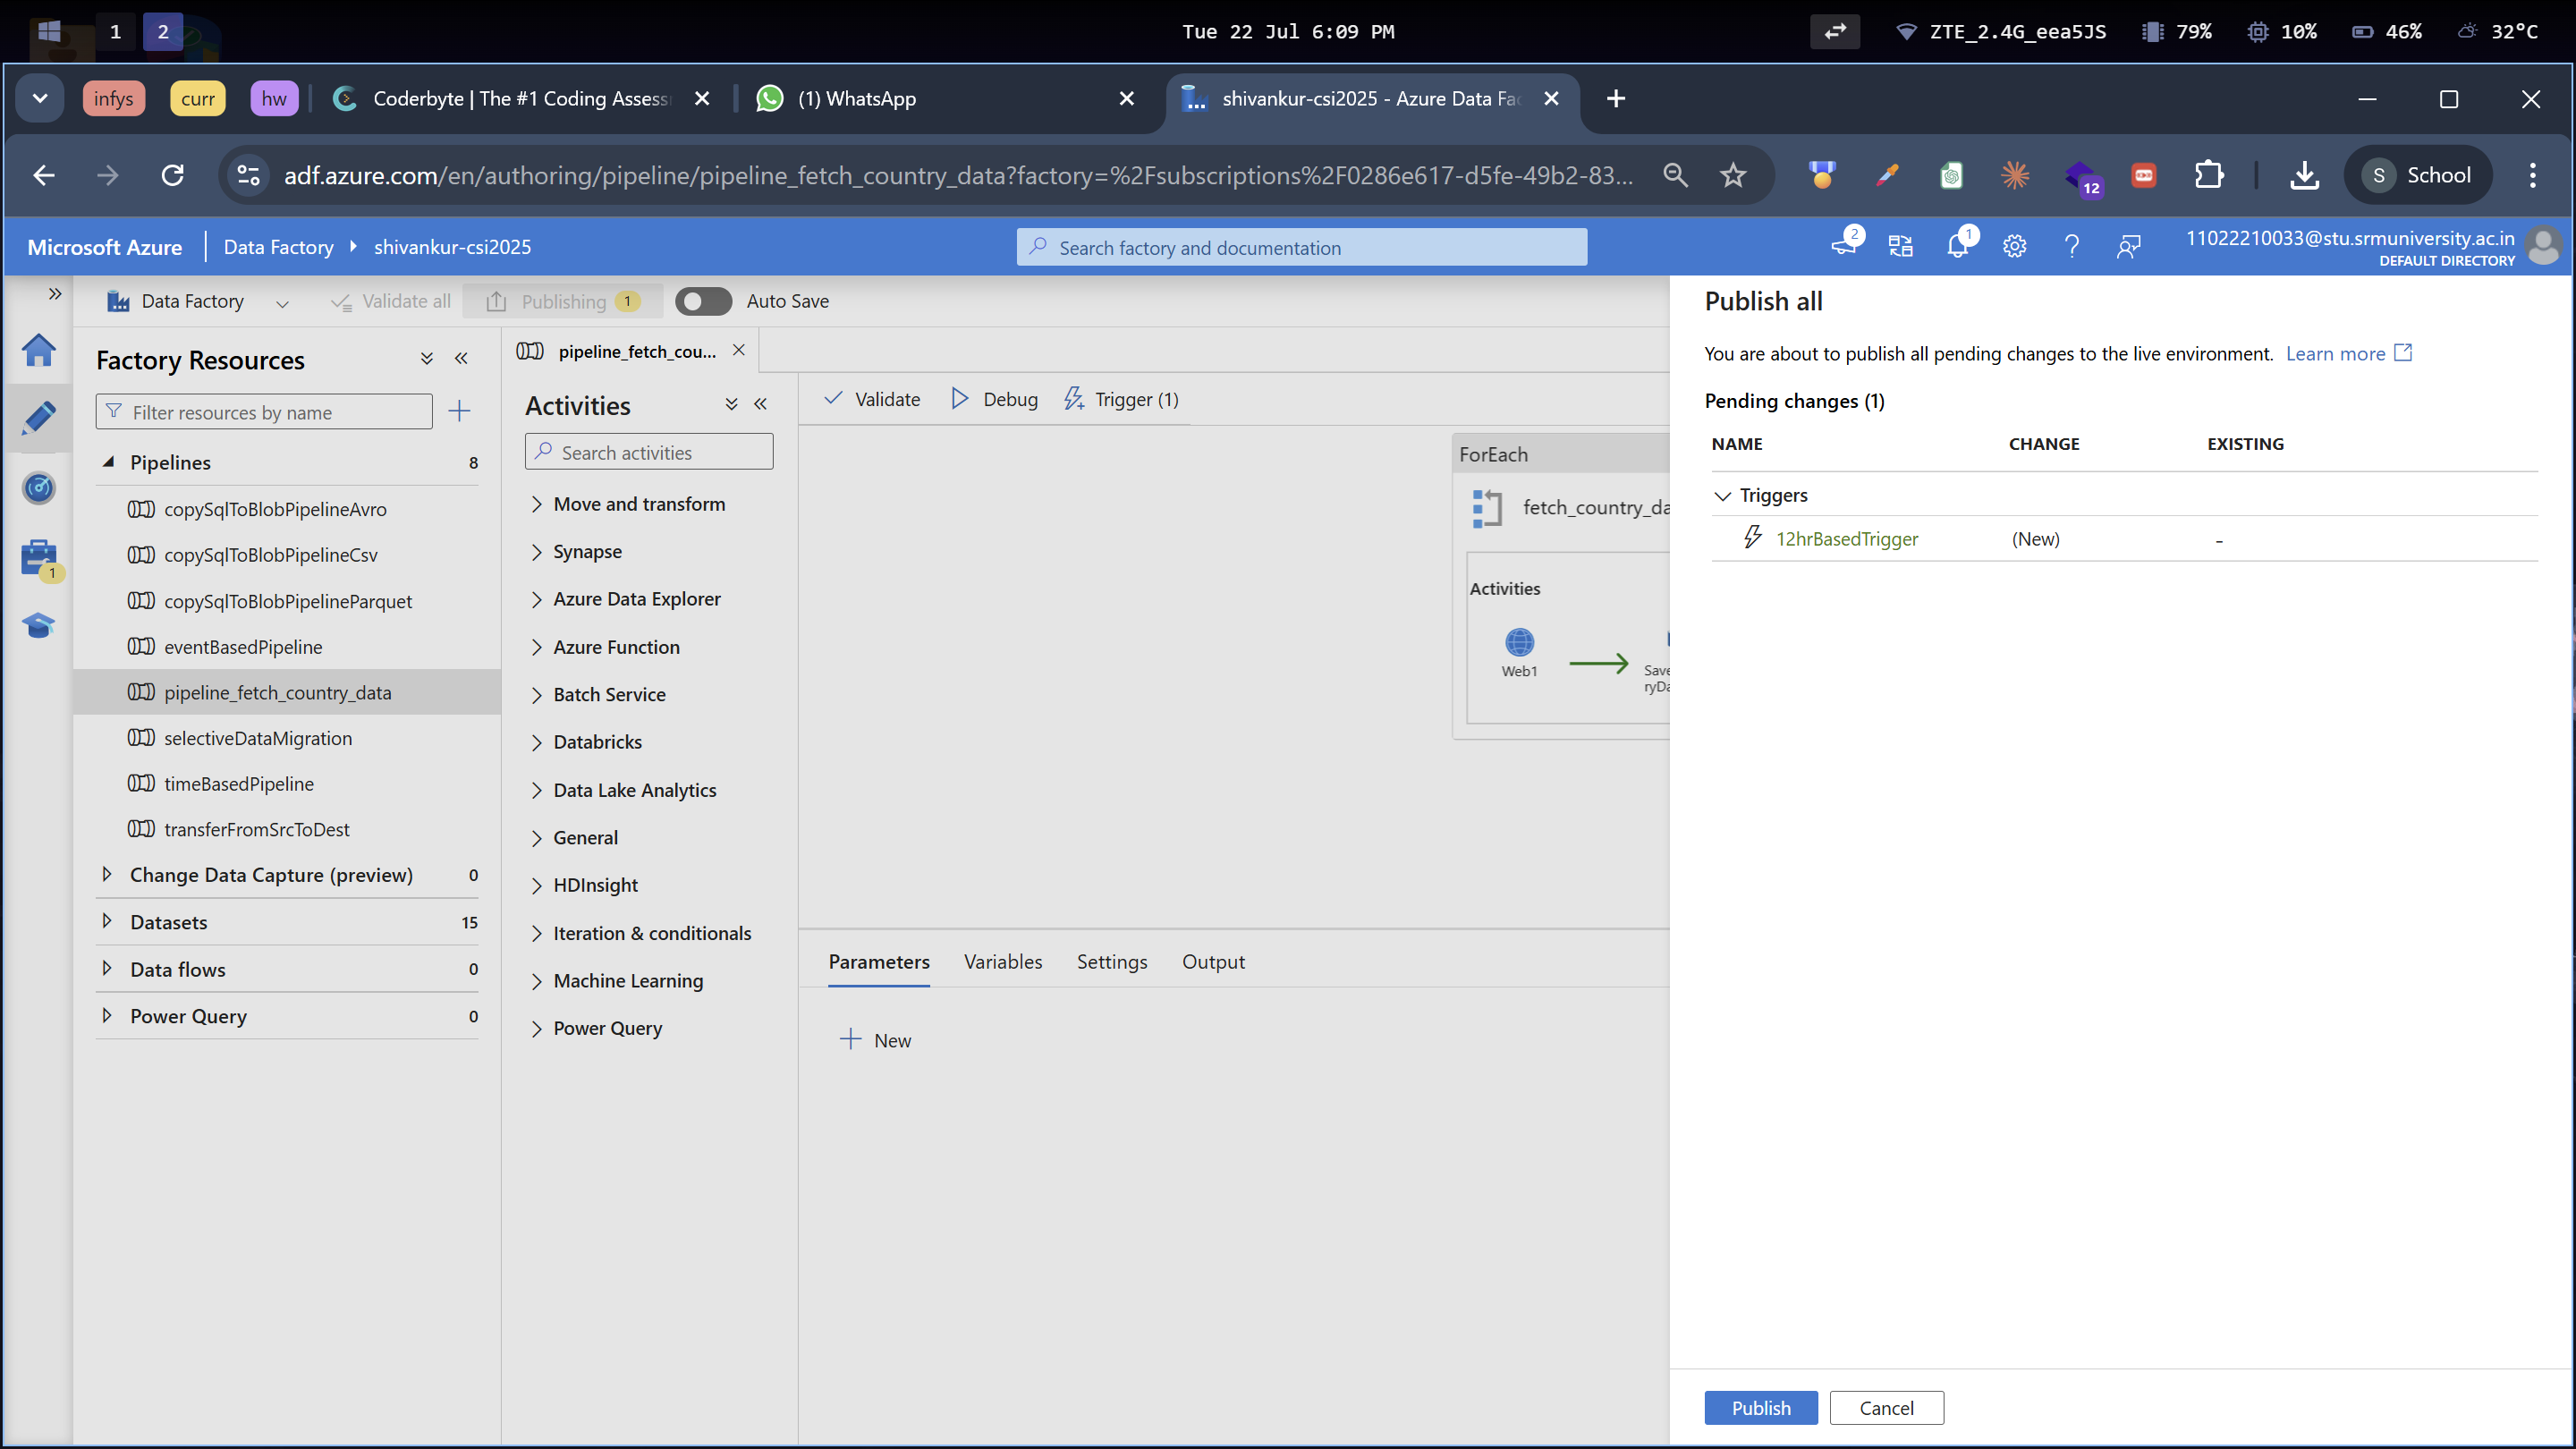 1
2
Tue 22 Jul 6:09 PM
ZTE_2.4G_eea5JS
79%
10%
46%
32°C
infys
curr
hw
Coderbyte | The #1 Coding Assess
(1) WhatsApp
shivankur-csi2025 - Azure Data Fac
adf.azure.com/en/authoring/pipeline/pipeline_fetch_country_data?factory=%2Fsubscriptions%2F0286e617-d5fe-49b2-83...
12
S
School
Microsoft Azure
Data Factory
shivankur-csi2025
Search factory and documentation
2
1
11022210033@stu.srmuniversity.ac.in
DEFAULT DIRECTORY
Data Factory
Validate all
Publishing
1
Auto Save
Factory Resources
Filter resources by name
Pipelines
8
copySqlToBlobPipelineAvro
copySqlToBlobPipelineCsv
copySqlToBlobPipelineParquet
eventBasedPipeline
pipeline_fetch_country_data
selectiveDataMigration
timeBasedPipeline
transferFromSrcToDest
Change Data Capture (preview)
0
Datasets
15
Data flows
0
Power Query
0
1
pipeline_fetch_cou...
Activities
Search activities
Move and transform
Synapse
Azure Data Explorer
Azure Function
Batch Service
Databricks
Data Lake Analytics
General
HDInsight
Iteration & conditionals
Machine Learning
Power Query
Validate
Debug
Trigger (1)
ForEach
fetch_country_da
Activities
Web1
Save
ryDa
Parameters
Variables
Settings
Output
New
Publish all
You are about to publish all pending changes to the live environment. Learn more
Pending changes (1)
NAME
CHANGE
EXISTING
Triggers
12hrBasedTrigger
(New)
-
Publish
Cancel